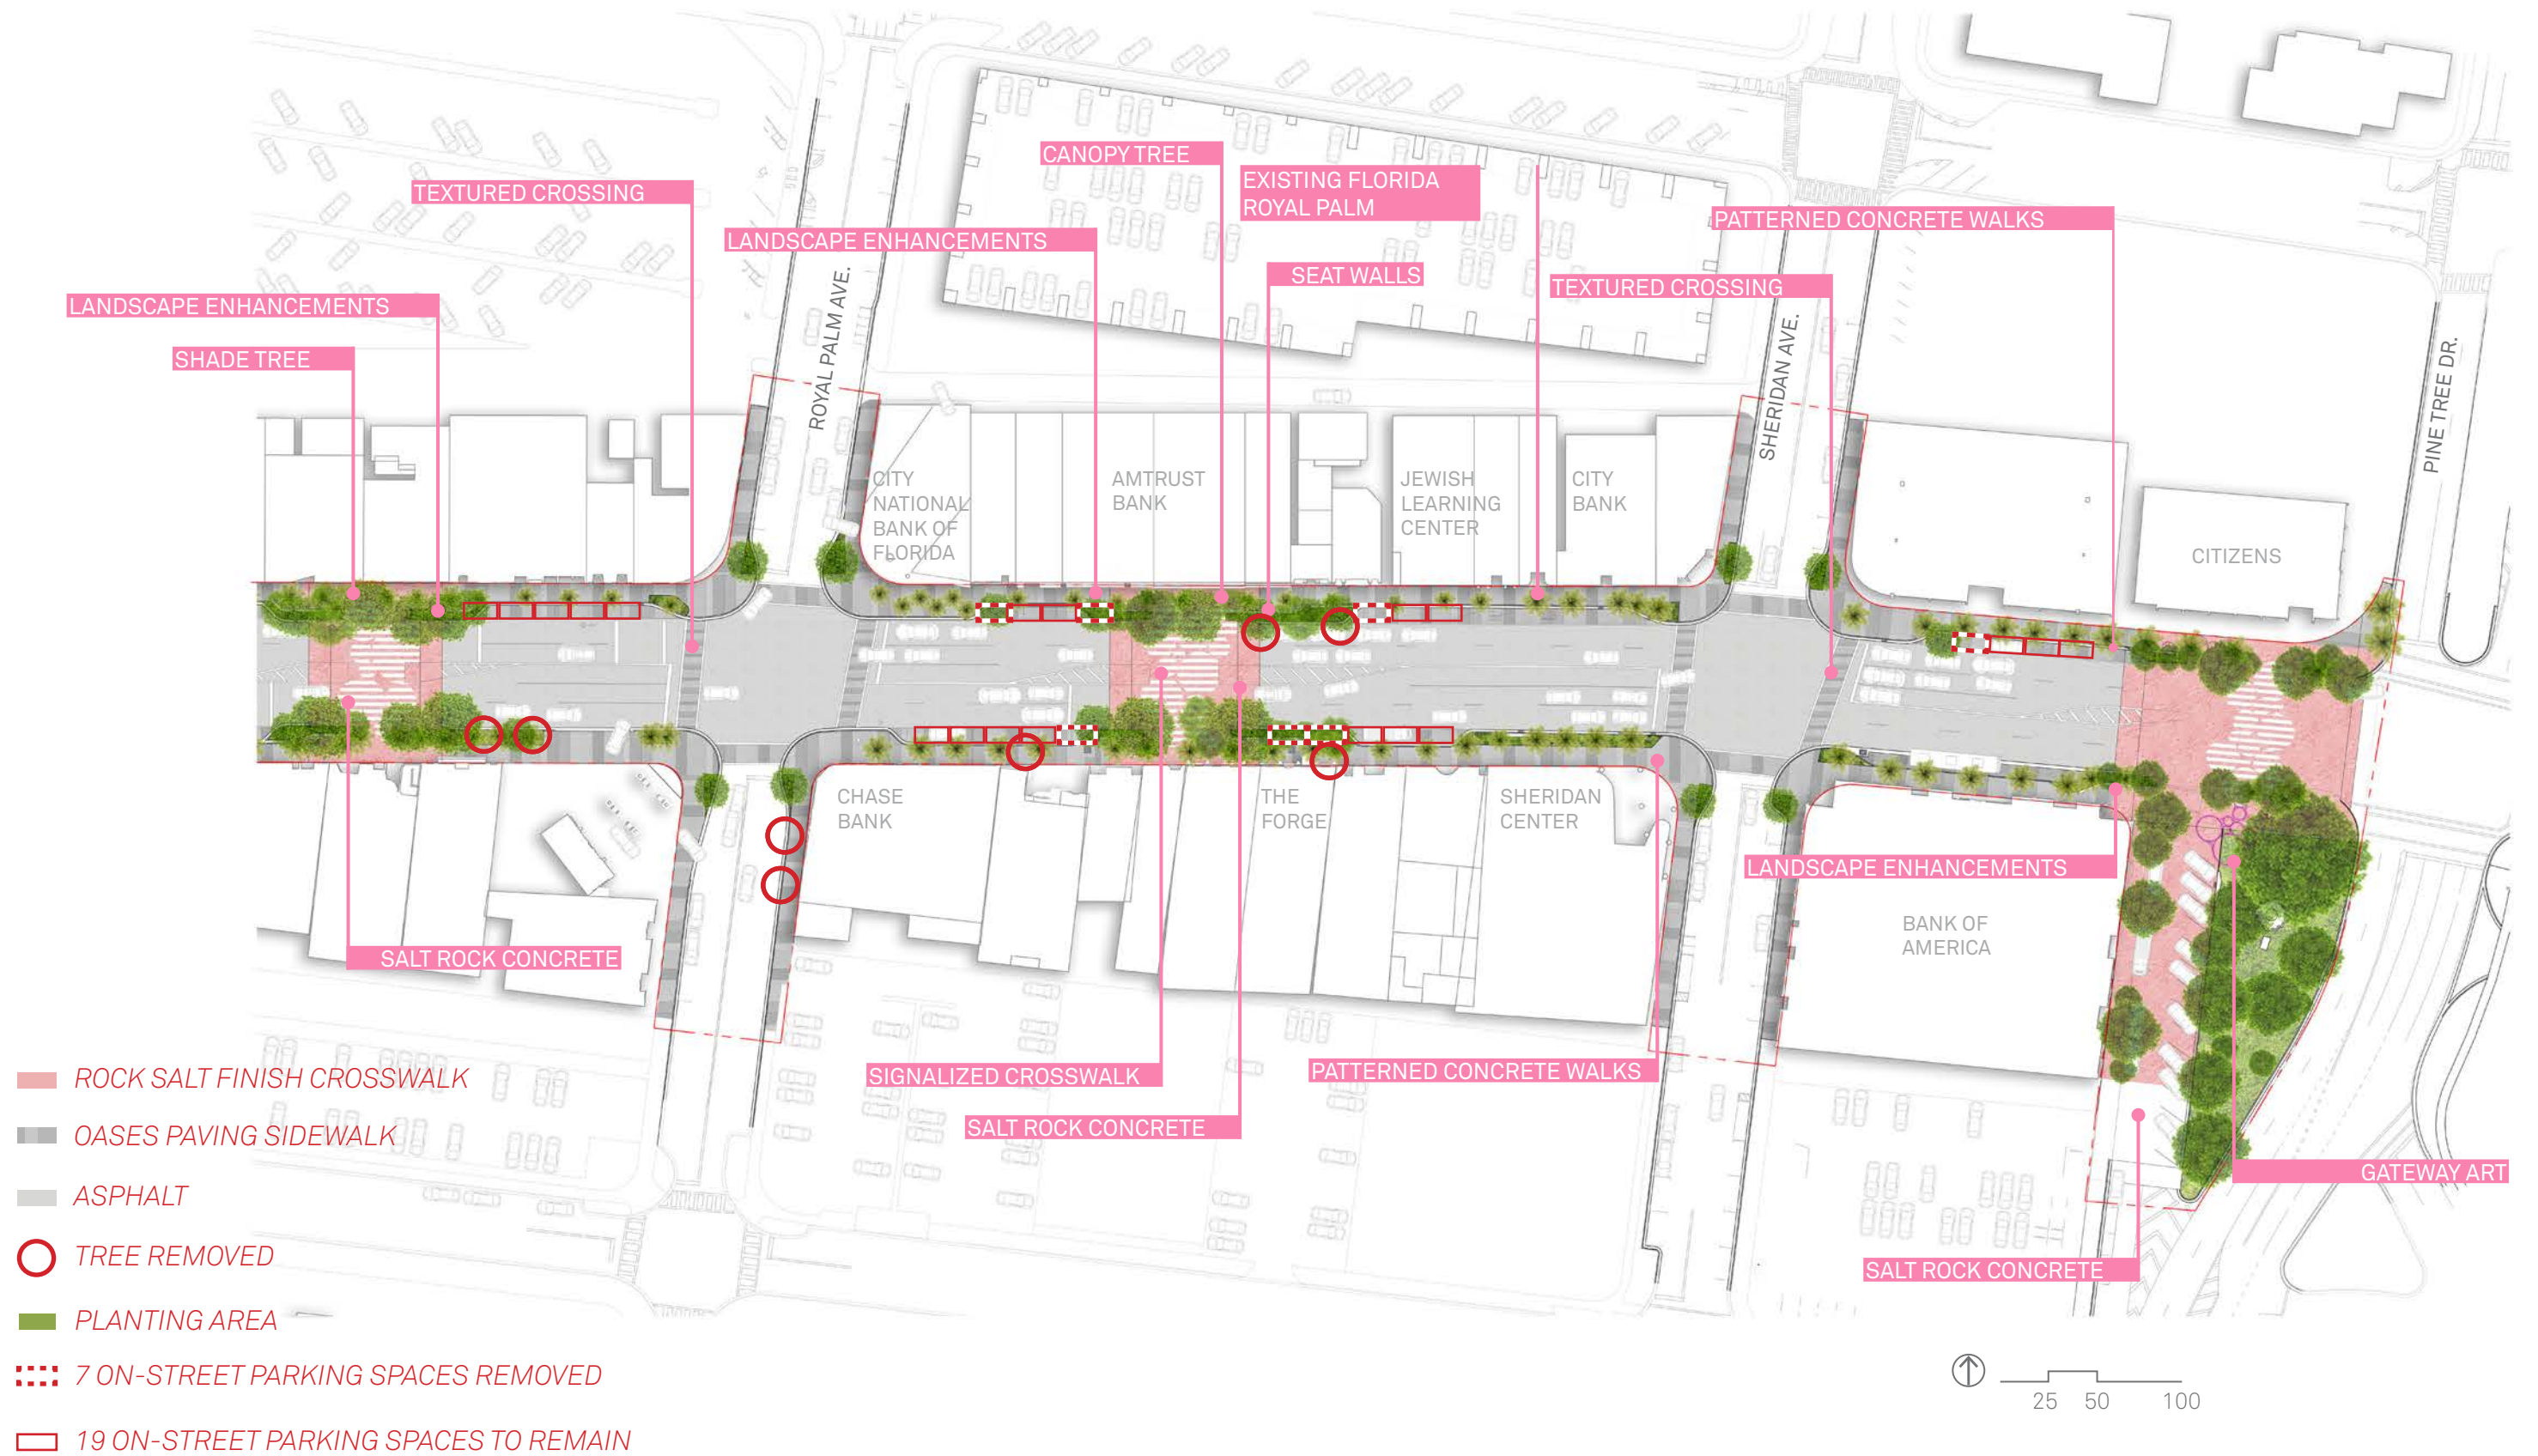 CANOPY TREE
EXISTING FLORIDA
ROYAL PALM
TEXTURED CROSSING
LANDSCAPE ENHANCEMENTS
PATTERNED CONCRETE WALKS
SEAT WALLS
TEXTURED CROSSING
LANDSCAPE ENHANCEMENTS
SHADE TREE
ROYAL PALM AVE.
SHERIDAN AVE.
PINE TREE DR.
CITY
NATIONAL
BANK OF
FLORIDA
AMTRUST
BANK
JEWISH
LEARNING
CENTER
CITY
BANK
CITIZENS
CHASE
BANK
THE
FORGE
SHERIDAN
CENTER
LANDSCAPE ENHANCEMENTS
BANK OF
AMERICA
SALT ROCK CONCRETE
SIGNALIZED CROSSWALK
PATTERNED CONCRETE WALKS
SALT ROCK CONCRETE
GATEWAY ART
SALT ROCK CONCRETE
ROCK SALT FINISH CROSSWALK
OASES PAVING SIDEWALK
ASPHALT
TREE REMOVED
PLANTING AREA
7 ON-STREET PARKING SPACES REMOVED
19 ON-STREET PARKING SPACES TO REMAIN
25 50 100